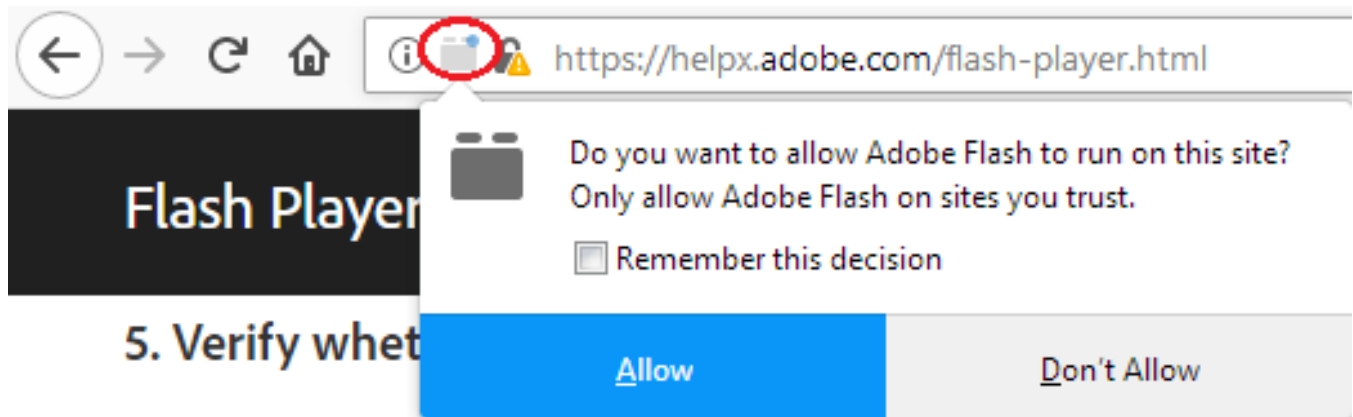 https://helpx.adobe.com/flash-player.html
Do you want to allow Adobe Flash to run on this site?
Only allow Adobe Flash on sites you trust.
Flash Player
Remember this decision
5. Verify whet
Allow
Don't Allow